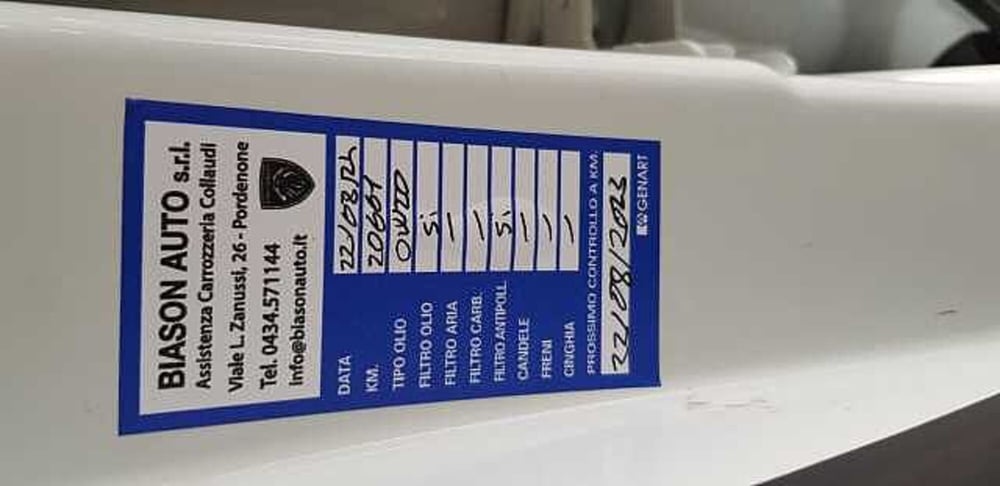 BIASON AUTO s.r.l.
Assistenza Carrozzeria Collaudi
Viale L. Zanussi, 26 - Pordenone
Tel. 0434.571144
info@biasonauto.it
DATA 22/08/22
KM. 20661
TIPO OLIO 0W20
FILTRO OLIO Si
FILTRO ARIA —
FILTRO CARB. —
FILTRO ANTIPOLL. Si
CANDELE —
FRENI —
CINGHIA —
PROSSIMO CONTROLLO A KM.
22/08/2023
GENART